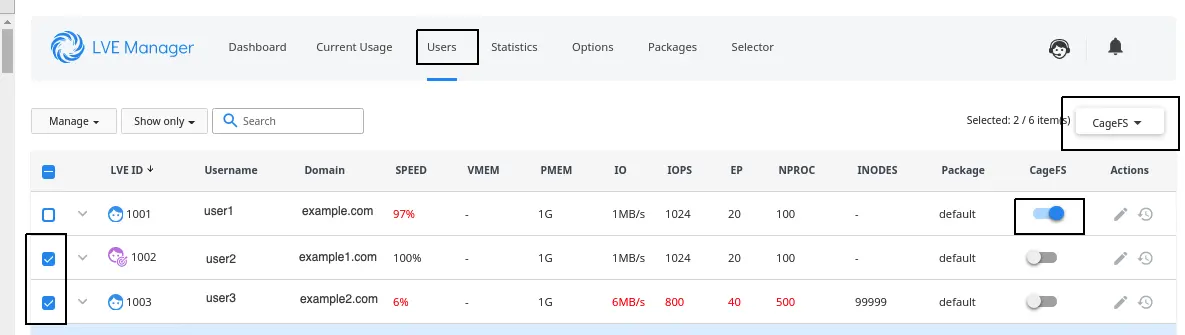 LVE Manager Dashboard Current Usage Users Statistics Options Packages Selector
Manage Show only Search Selected: 2 / 6 item(s) CageFS
LVE ID Username Domain SPEED VMEM PMEM IO IOPS EP NPROC INODES Package CageFS Actions
1001 user1 example.com 97% - 1G 1MB/s 1024 20 100 - default
1002 user2 example1.com 100% - 1G 1MB/s 1024 20 100 - default
1003 user3 example2.com 6% - 1G 6MB/s 800 40 500 99999 default